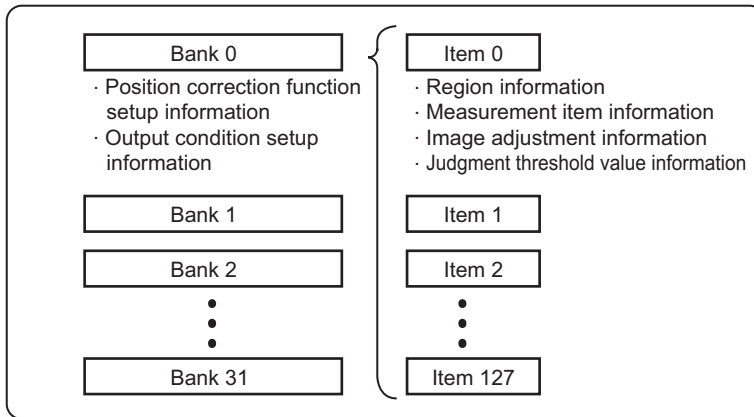 Bank 0
· Position correction function
setup information
· Output condition setup
information
Bank 1
Bank 2
Bank 31
Item 0
· Region information
· Measurement item information
· Image adjustment information
· Judgment threshold value information
Item 1
Item 2
Item 127